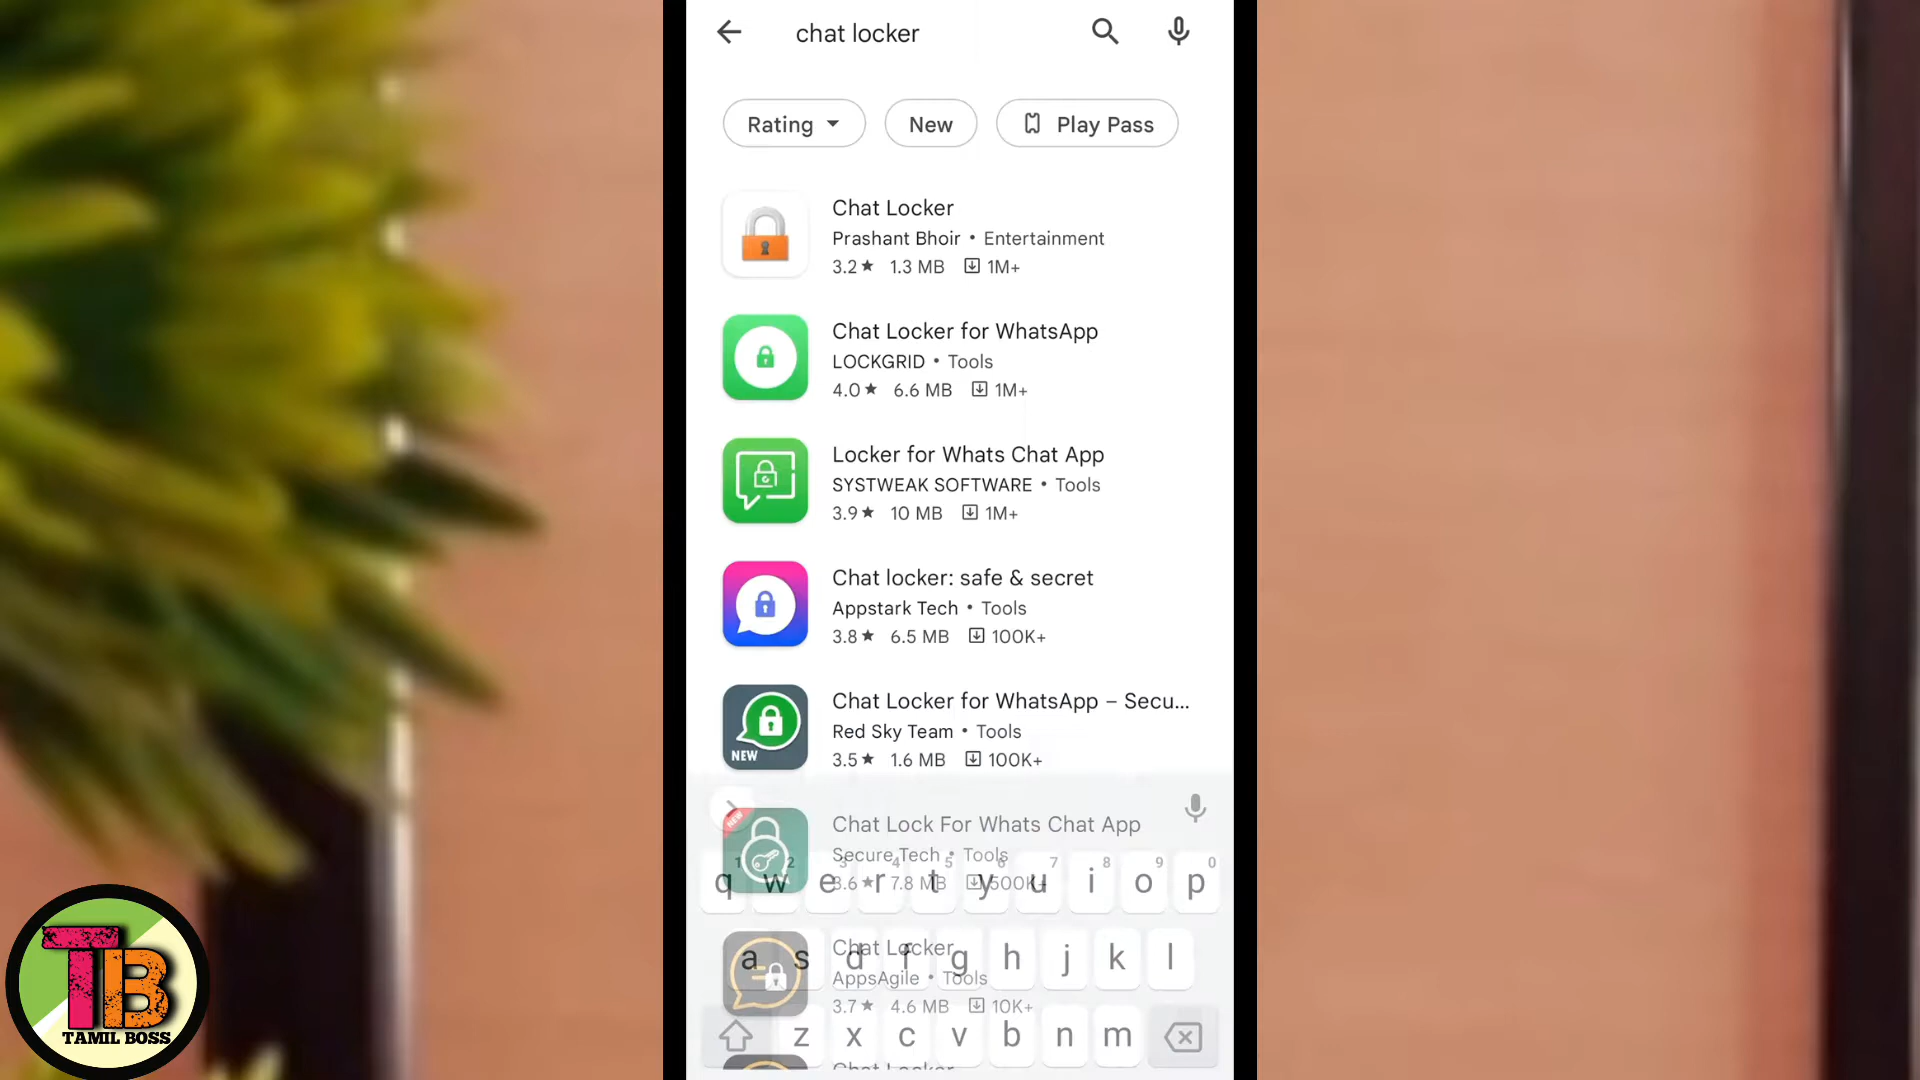 chat locker
Rating
New
Play Pass
Chat Locker
Prashant Bhoir • Entertainment
3.2★ 1.3 MB 1M+
Chat Locker for WhatsApp
LOCKGRID • Tools
4.0★ 6.6 MB 1M+
Locker for Whats Chat App
SYSTWEAK SOFTWARE • Tools
3.9★ 10 MB 1M+
Chat locker: safe & secret
Appstark Tech • Tools
3.8★ 6.5 MB 100K+
Chat Locker for WhatsApp – Secu...
Red Sky Team • Tools
3.5★ 1.6 MB 100K+
NEW
NEW
Chat Lock For Whats Chat App
Secure Tech • Tools
3.6★ 7.8 MB 500K+
1 2 3 4 5 6 7 8 9 0
q w e r t y u i o p
Chat Locker
AppsAgile • Tools
3.7★ 4.6 MB 10K+
a s d f g h j k l
z x c v b n m
Chat Locker
TB
TAMIL BOSS